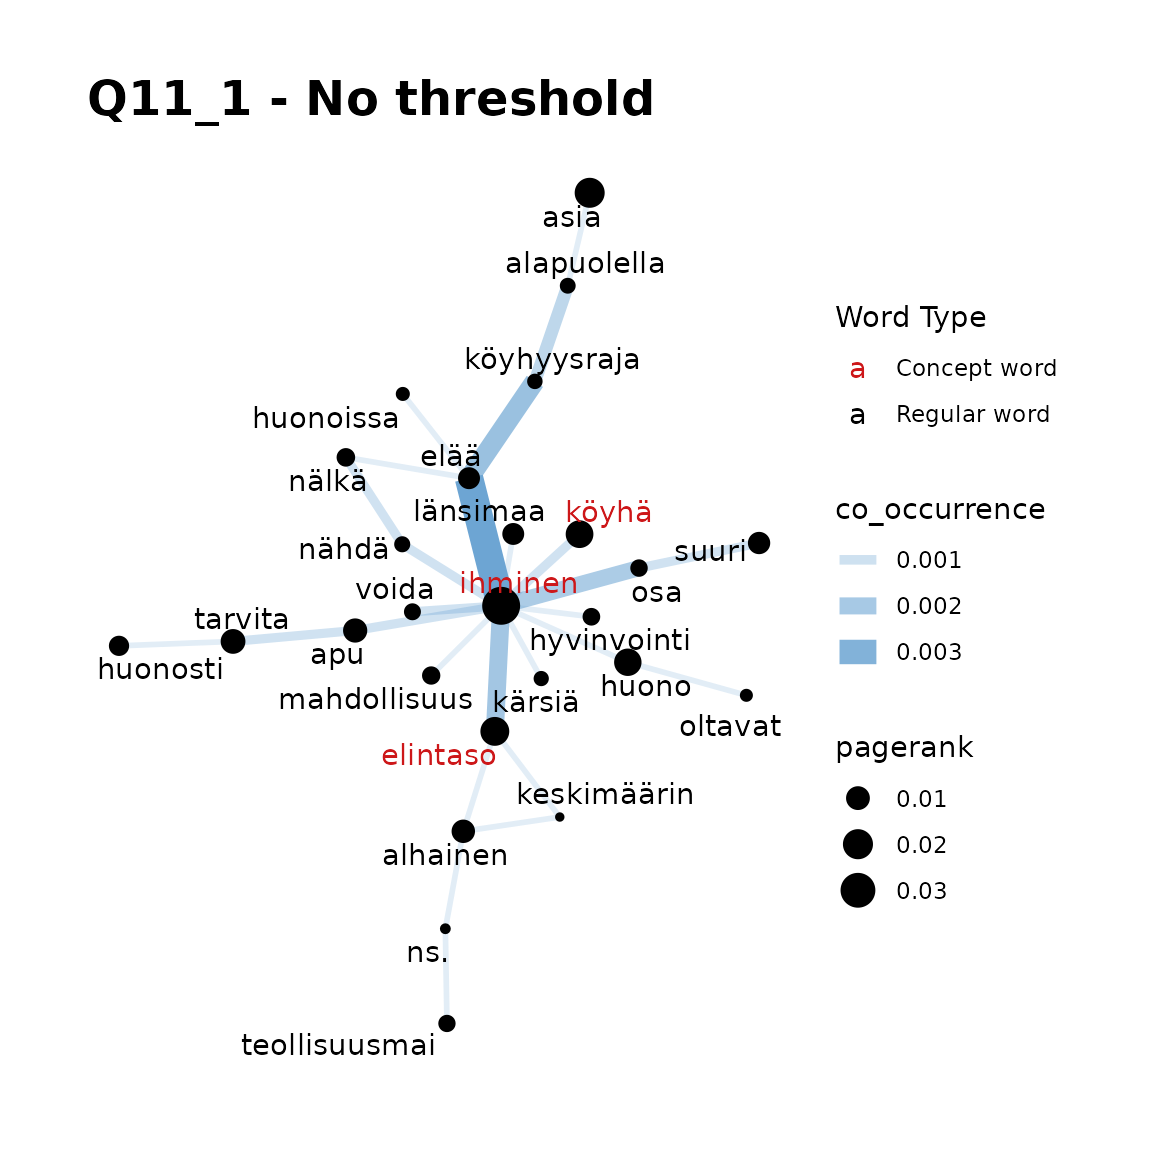 Q11_1 - No threshold
asia
alapuolella
köyhyysraja
huonoissa
elää
nälkä
länsimaa
köyhä
nähdä
suuri
ihminen
voida
osa
tarvita
hyvinvointi
apu
huonosti
huono
mahdollisuus
kärsiä
oltavat
elintaso
keskimäärin
alhainen
ns.
teollisuusmai
Word Type
a Concept word
a Regular word
co_occurrence
0.001
0.002
0.003
pagerank
0.01
0.02
0.03